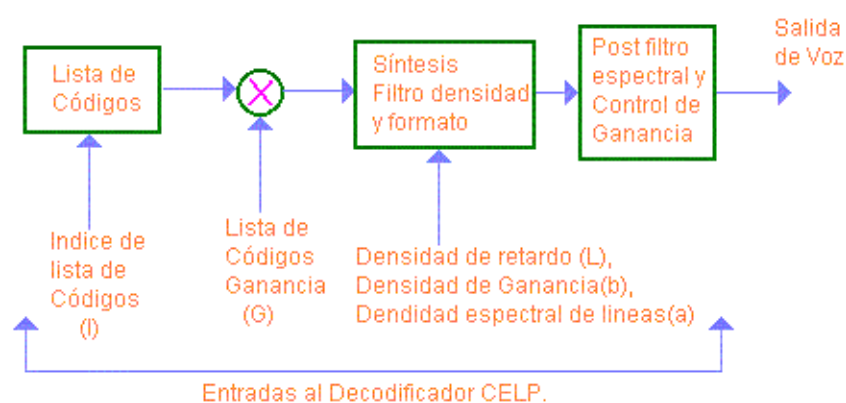 Lista de
Códigos
Síntesis
Filtro densidad
y formato
Post filtro
espectral y
Control de
Ganancia
Salida
de Voz
Indice de
lista de
Códigos
(I)
Lista de
Códigos
Ganancia
(G)
Densidad de retardo (L),
Densidad de Ganancia(b),
Dendidad espectral de lineas(a)
Entradas al Decodificador CELP.